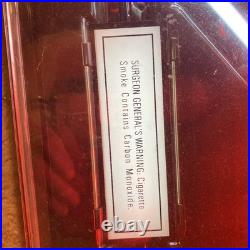 SURGEON GENERAL'S WARNING: Cigarette
Smoke Contains Carbon Monoxide.